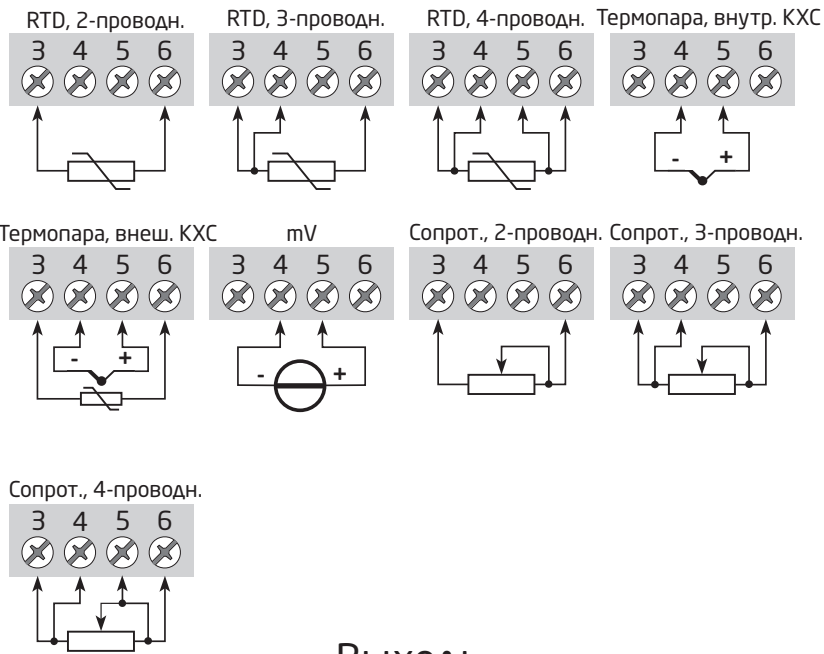 RTD, 2-проводн.
3 4 5 6
RTD, 3-проводн.
3 4 5 6
RTD, 4-проводн.
3 4 5 6
Термопара, внутр. КХС
3 4 5 6
- +
Термопара, внеш. КХС
3 4 5 6
- +
mV
3 4 5 6
- +
Сопрот., 2-проводн.
3 4 5 6
Сопрот., 3-проводн.
3 4 5 6
Сопрот., 4-проводн.
3 4 5 6